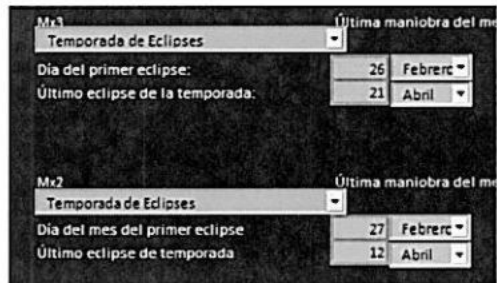 Mx3 Última maniobra del me
Temporada de Eclipses
Día del primer eclipse: 26 Febrerc
Último eclipse de la temporada: 21 Abril
Mx2 Última maniobra del me
Temporada de Eclipses
Día del mes del primer eclipse 27 Febrerc
Último eclipse de temporada 12 Abril